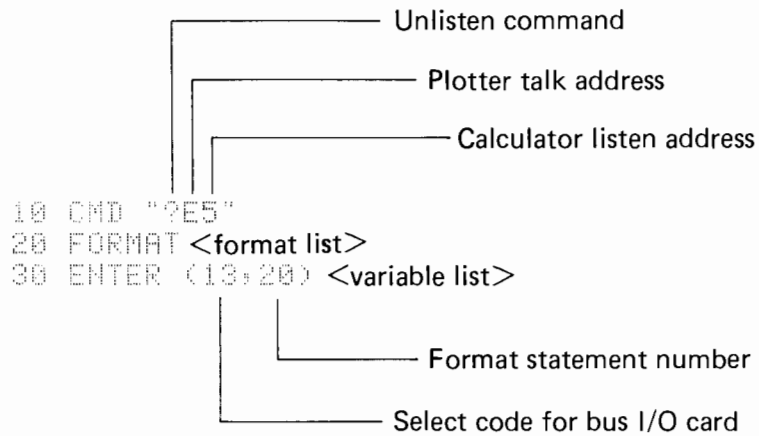 Unlisten command
Plotter talk address
Calculator listen address
10 CMD "?E5"
20 FORMAT <format list>
30 ENTER (13,20) <variable list>
Format statement number
Select code for bus I/O card